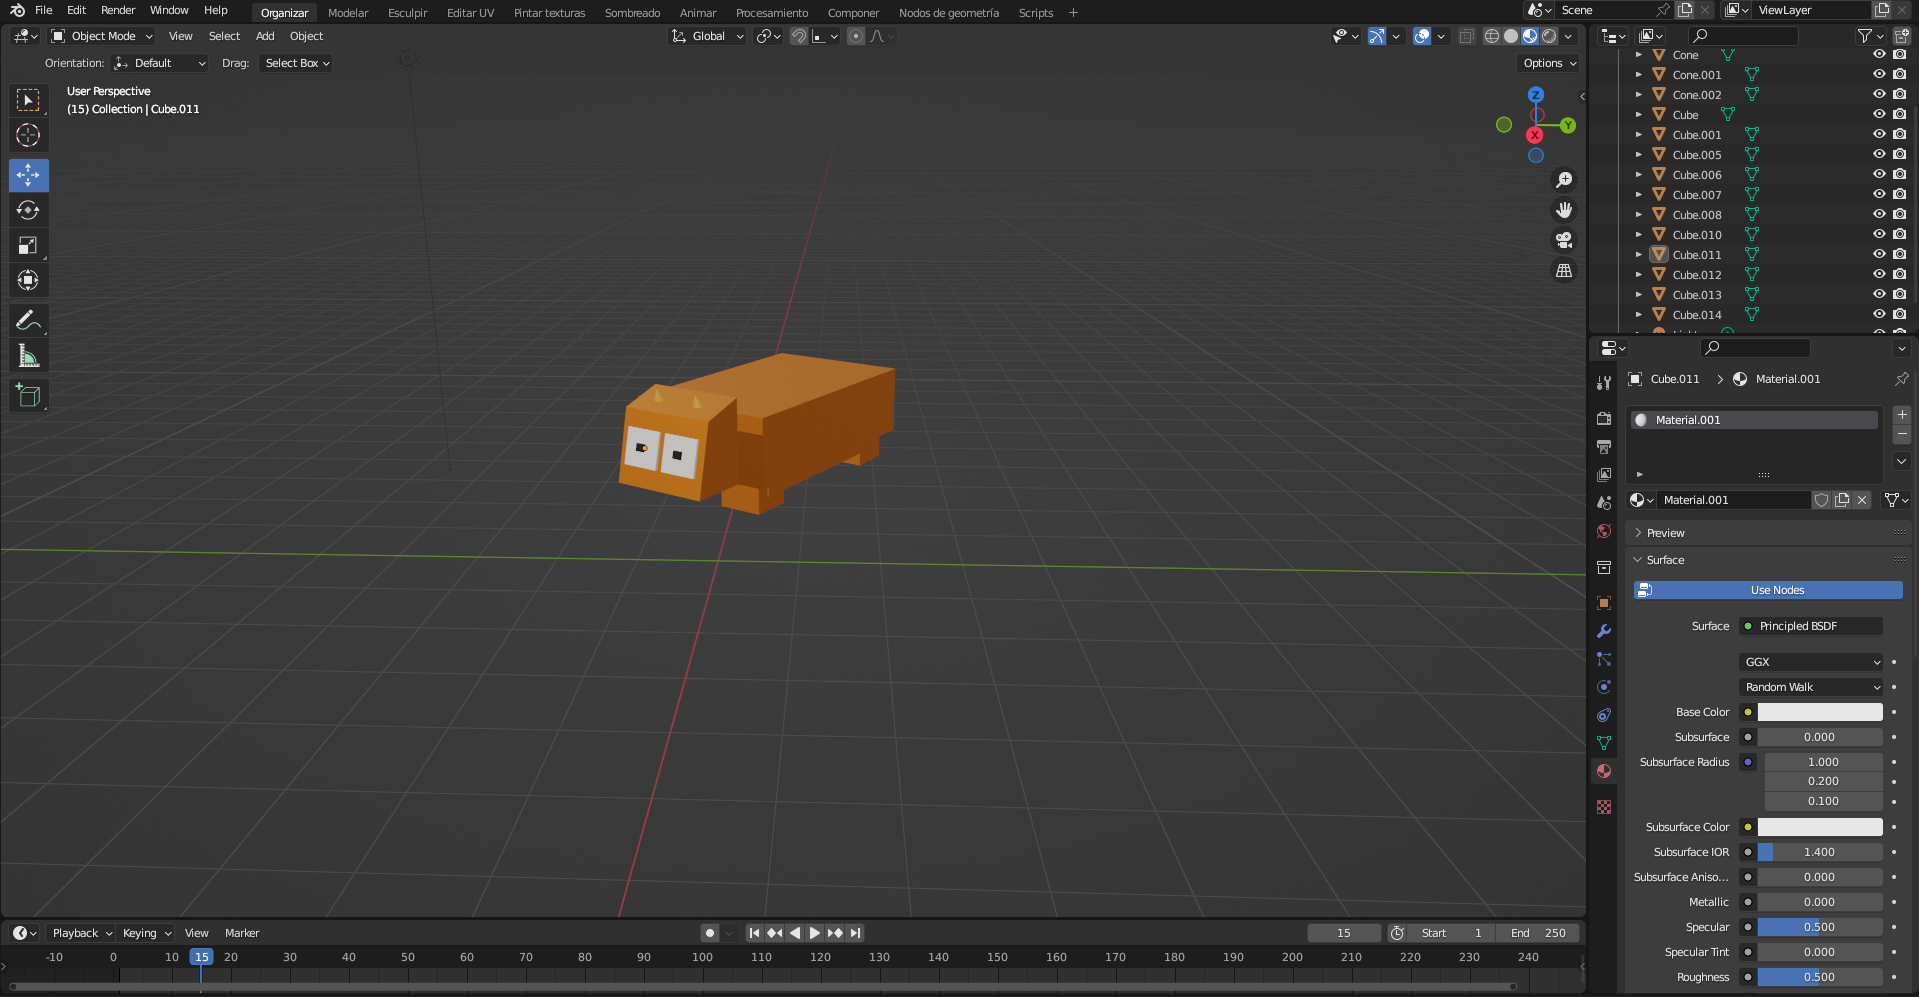 File Edit Render Window Help Organizar Modelar Esculpir Editar UV Pintar texturas Sombreado Animar Procesamiento Componer Nodos de geometría Scripts + Scene ViewLayer
Object Mode View Select Add Object Global
Orientation: Default Drag: Select Box Options
User Perspective
(15) Collection | Cube.011
Z
Y
X
Cone
Cone.001
Cone.002
Cube
Cube.001
Cube.005
Cube.006
Cube.007
Cube.008
Cube.010
Cube.011
Cube.012
Cube.013
Cube.014
Cube.011 > Material.001
Material.001
Material.001
Preview
Surface
Use Nodes
Surface Principled BSDF
GGX
Random Walk
Base Color
Subsurface 0.000
Subsurface Radius 1.000
0.200
0.100
Subsurface Color
Subsurface IOR 1.400
Subsurface Aniso... 0.000
Metallic 0.000
Specular 0.500
Specular Tint 0.000
Roughness 0.500
Playback Keying View Marker 15 Start 1 End 250
-10 0 10 15 20 30 40 50 60 70 80 90 100 110 120 130 140 150 160 170 180 190 200 210 220 230 240